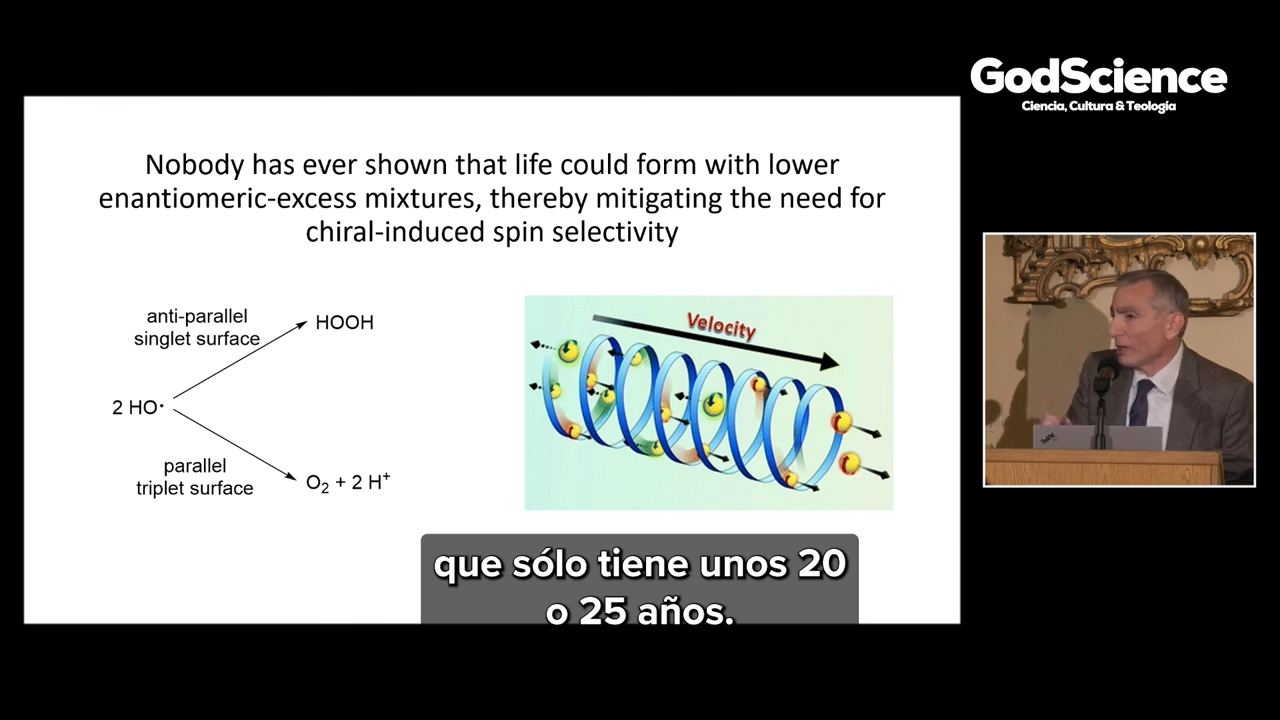 GodScience
Ciencia, Cultura & Teología
Nobody has ever shown that life could form with lower
enantiomeric-excess mixtures, thereby mitigating the need for
chiral-induced spin selectivity
anti-parallel
singlet surface
HOOH
2 HO·
parallel
triplet surface
O₂ + 2 H⁺
Velocity
que sólo tiene unos 20
o 25 años.